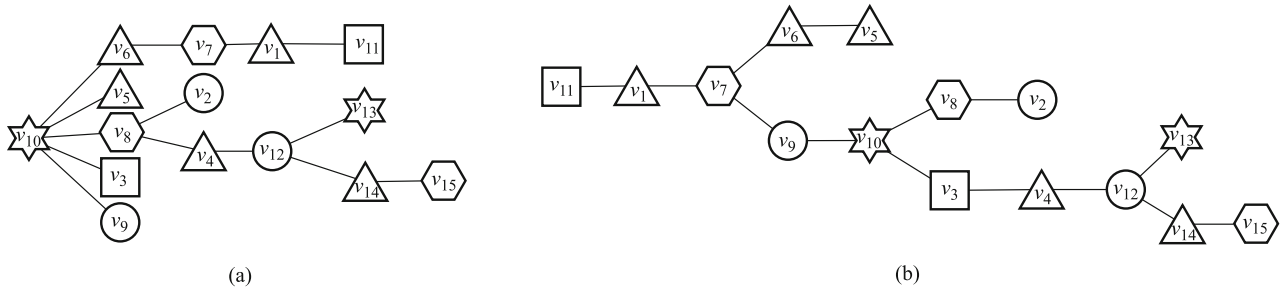 v6 v7 v1 v11
v5 v2
v10 v8 v13
v4 v12
v3 v14 v15
v9
(a)
v6 v5
v11 v1 v7 v8 v2
v9 v10 v13
v3 v4 v12
v14 v15
(b)